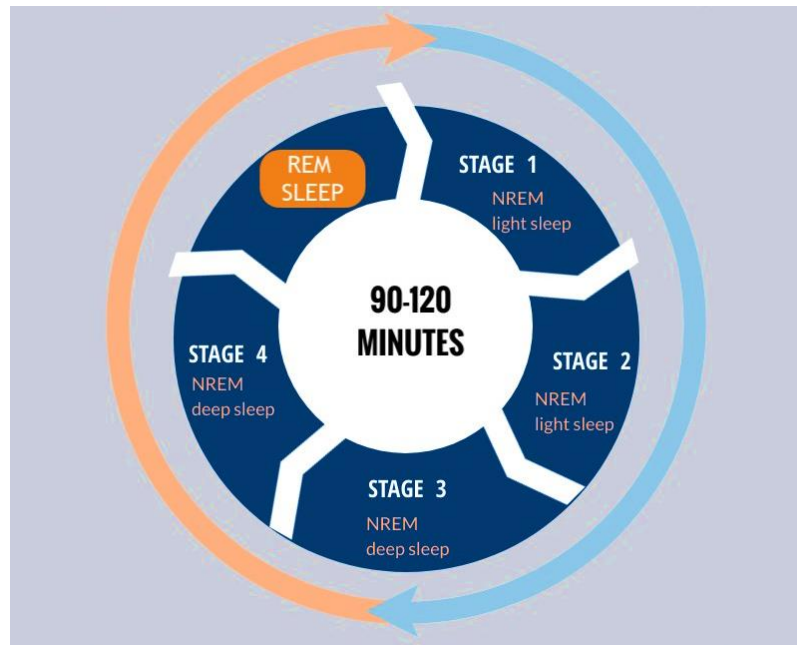 REM
SLEEP
STAGE 1
NREM
light sleep
STAGE 2
NREM
light sleep
STAGE 3
NREM
deep sleep
STAGE 4
NREM
deep sleep
90-120
MINUTES